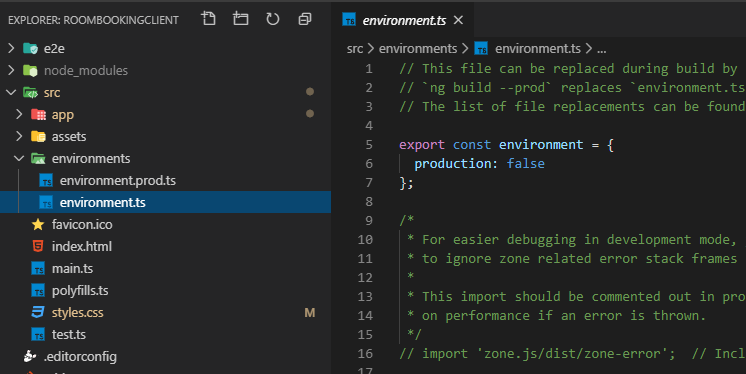 EXPLORER: ROOMBOOKINGCLIENT
e2e
node_modules
src
app
assets
environments
environment.prod.ts
environment.ts
favicon.ico
index.html
main.ts
polyfills.ts
styles.css M
test.ts
.editorconfig
environment.ts
src > environments > environment.ts > ...
1 // This file can be replaced during build by
2 // `ng build --prod` replaces `environment.ts
3 // The list of file replacements can be found
4
5 export const environment = {
6 production: false
7 };
8
9 /*
10 * For easier debugging in development mode,
11 * to ignore zone related error stack frames
12 *
13 * This import should be commented out in pro
14 * on performance if an error is thrown.
15 */
16 // import 'zone.js/dist/zone-error';  // Incl
17